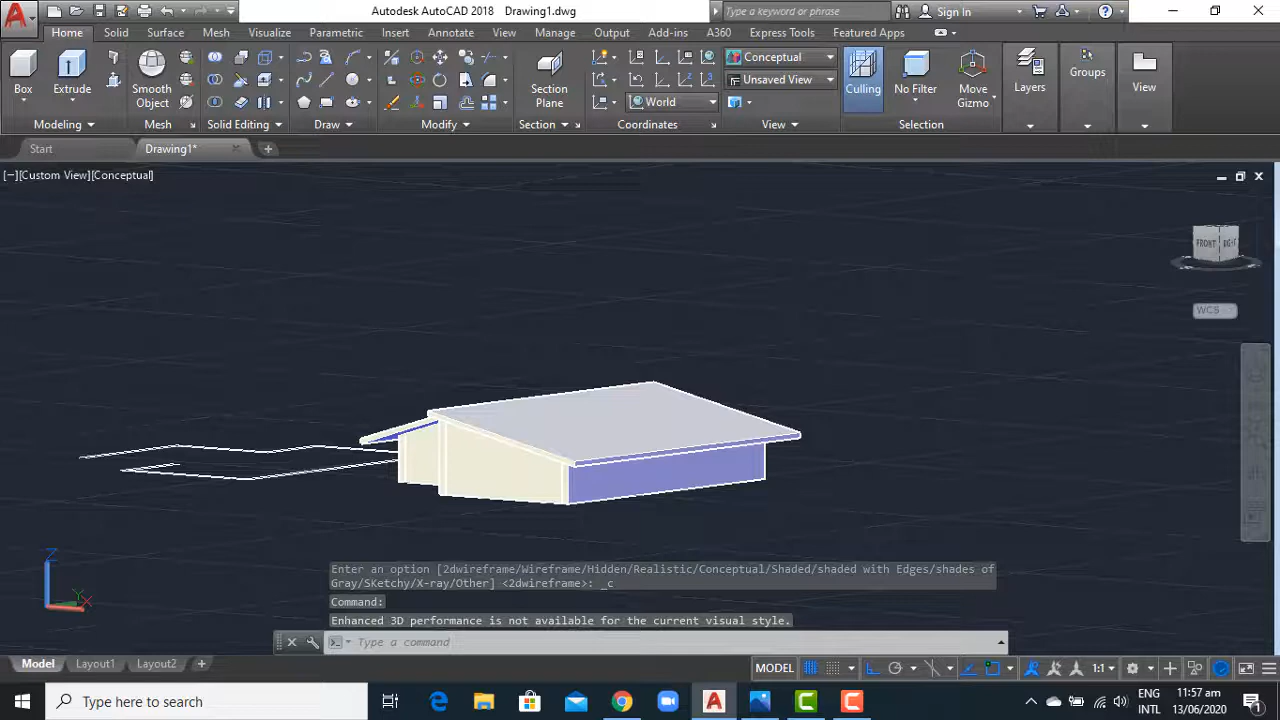 Autodesk AutoCAD 2018 Drawing1.dwg
Type a keyword or phrase
Sign In
Home Solid Surface Mesh Visualize Parametric Insert Annotate View Manage Output Add-ins A360 Express Tools Featured Apps
Box
Extrude
Smooth Object
Section Plane
Conceptual
Unsaved View
World
Culling
No Filter
Move Gizmo
Layers
Groups
View
Modeling
Mesh
Solid Editing
Draw
Modify
Section
Coordinates
View
Selection
Start
Drawing1*
[−][Custom View][Conceptual]
FRONT
WCS
Z
Y
X
Enter an option [2dwireframe/Wireframe/Hidden/Realistic/Conceptual/Shaded/shaded with Edges/shades of
Gray/SKetchy/X-ray/Other] <2dwireframe>: _c
Command:
Enhanced 3D performance is not available for the current visual style.
Type a command
Model Layout1 Layout2
MODEL
1:1
Type here to search
ENG
INTL
11:57 am
13/06/2020
1